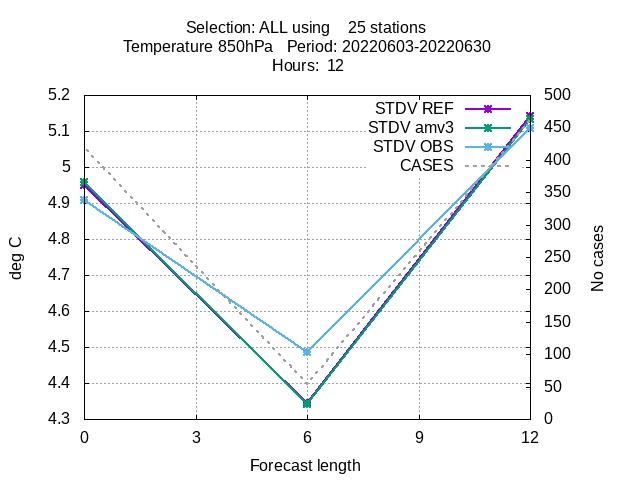 Selection: ALL using    25 stations
Temperature 850hPa   Period: 20220603-20220630
Hours:  12
5.2
5.1
5
4.9
4.8
4.7
4.6
4.5
4.4
4.3
deg C
STDV REF
STDV amv3
STDV OBS
CASES
500
450
400
350
300
250
200
150
100
50
0
No cases
0 3 6 9 12
Forecast length